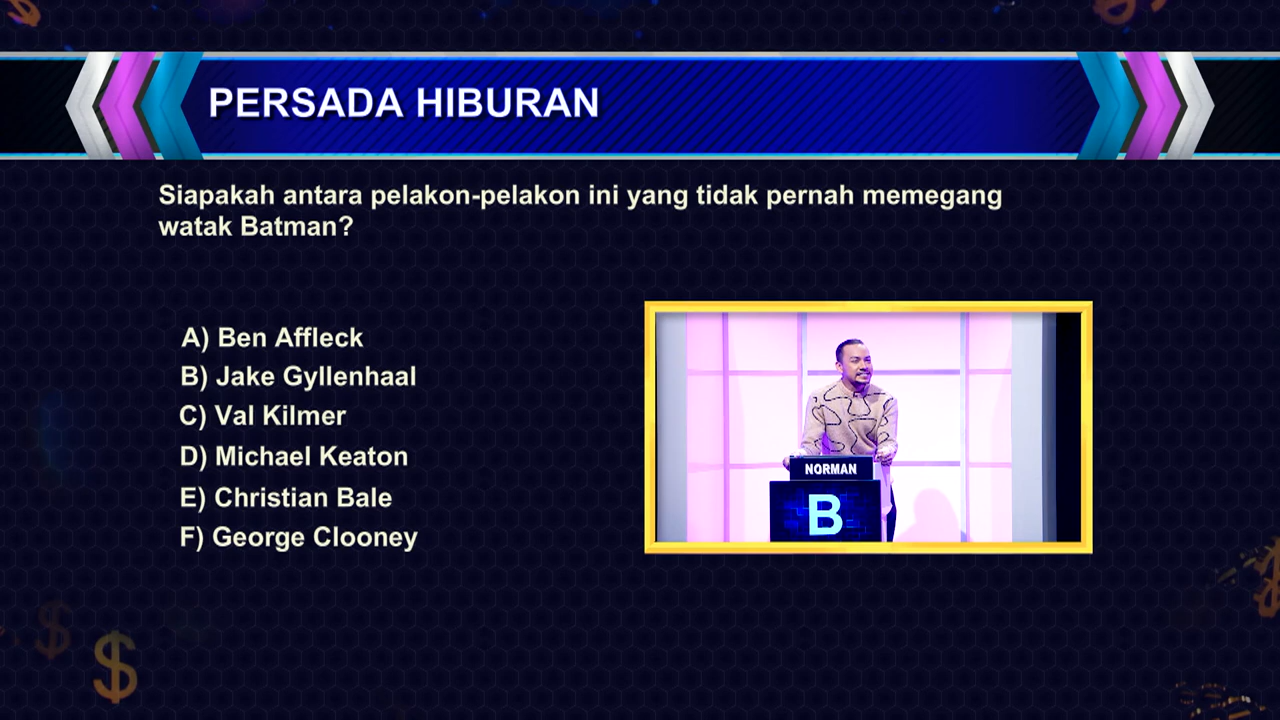 PERSADA HIBURAN
Siapakah antara pelakon-pelakon ini yang tidak pernah memegang
watak Batman?
A) Ben Affleck
B) Jake Gyllenhaal
C) Val Kilmer
D) Michael Keaton
E) Christian Bale
F) George Clooney
NORMAN
B